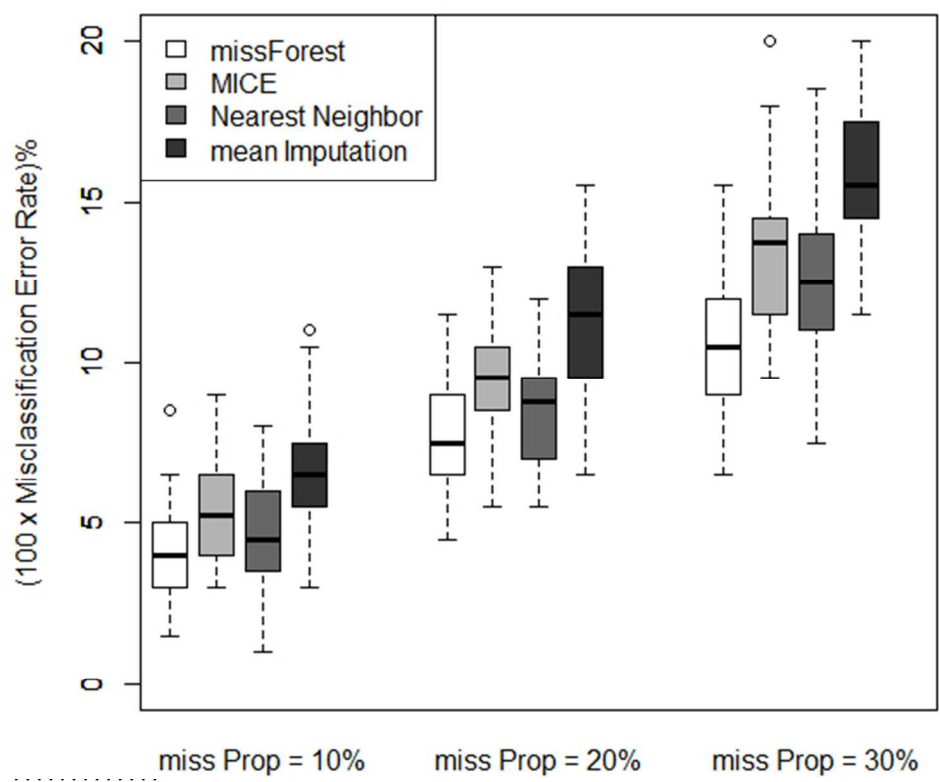 20
15
10
5
0
(100 x Misclassification Error Rate)%
missForest
MICE
Nearest Neighbor
mean Imputation
miss Prop = 10%
miss Prop = 20%
miss Prop = 30%